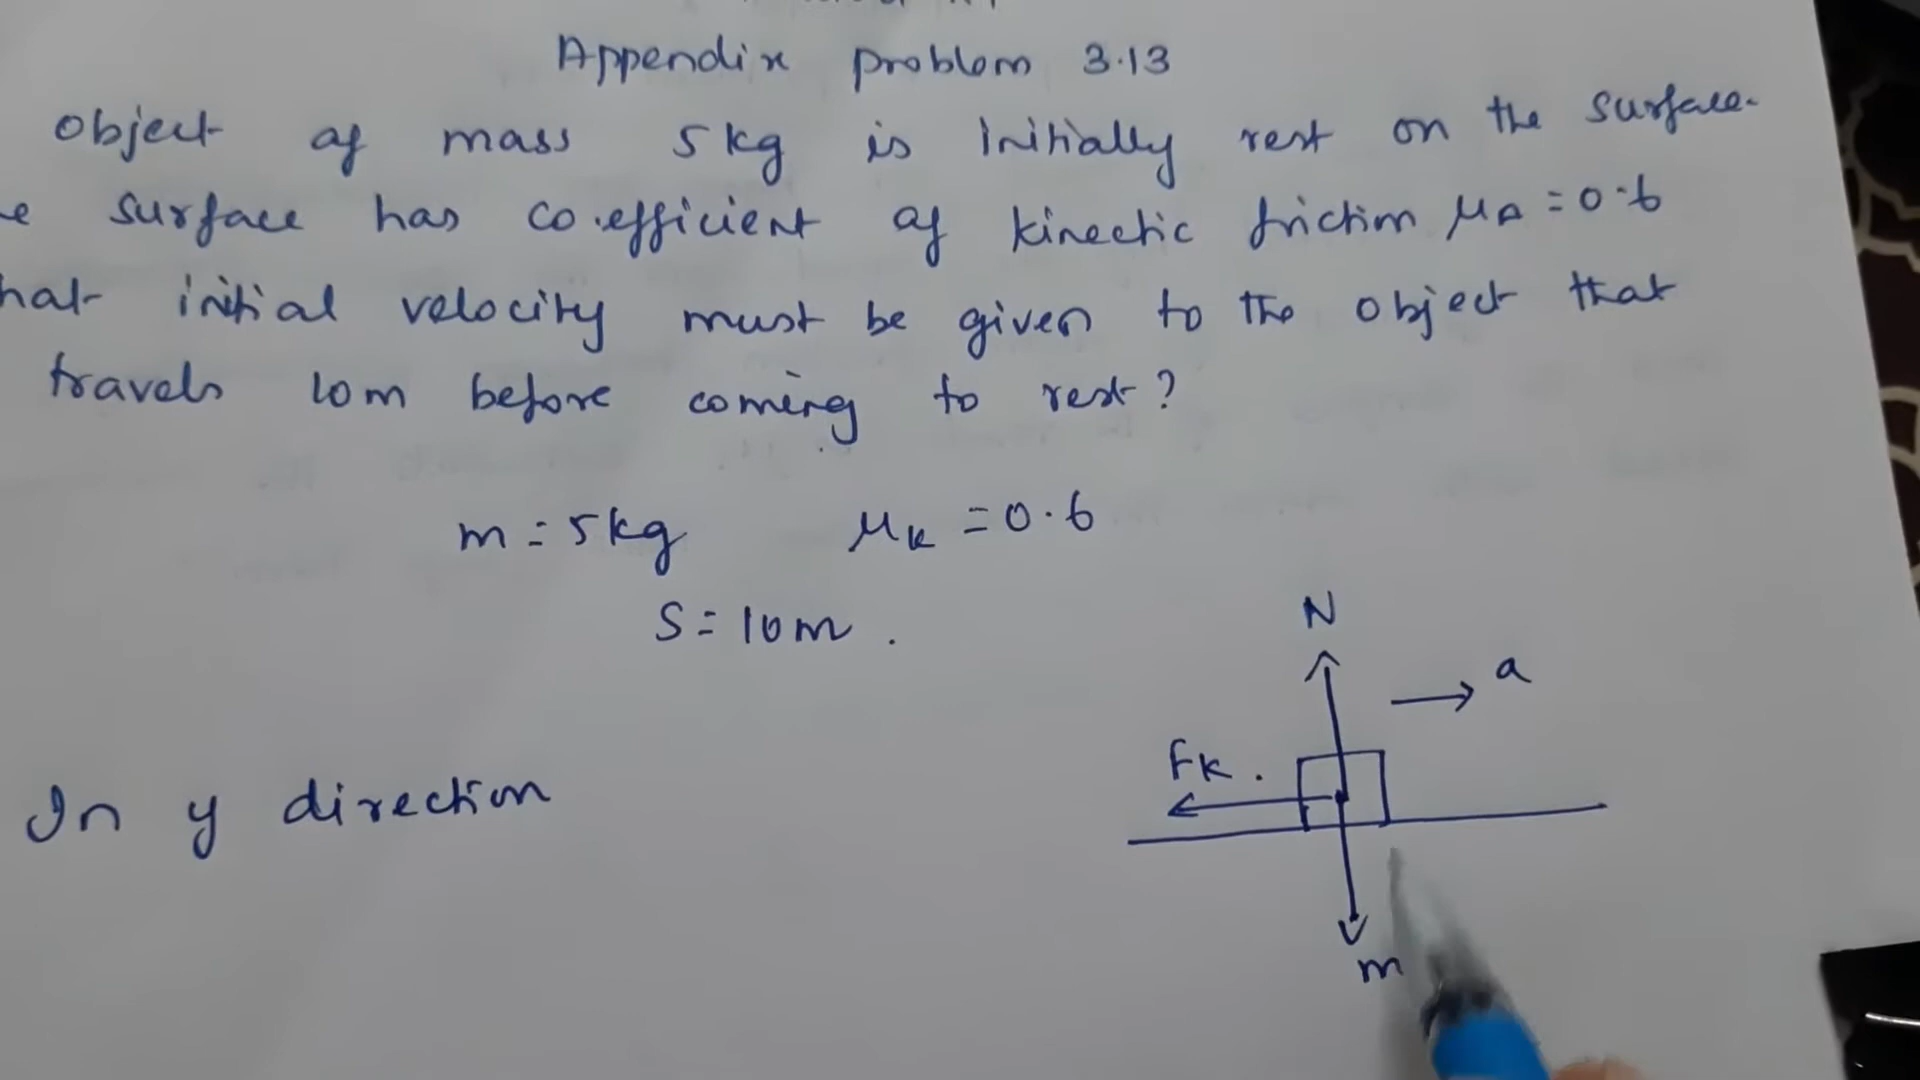 Appendix problem 3.13
object of mass 5kg is initially rest on the surface.
e surface has co.efficient of kinectic friction μk = 0.6
hat initial velocity must be given to the object that
travels 10m before coming to rest?
m = 5kg μk = 0.6
S = 10m .
N
a
Fk .
In y direction
m